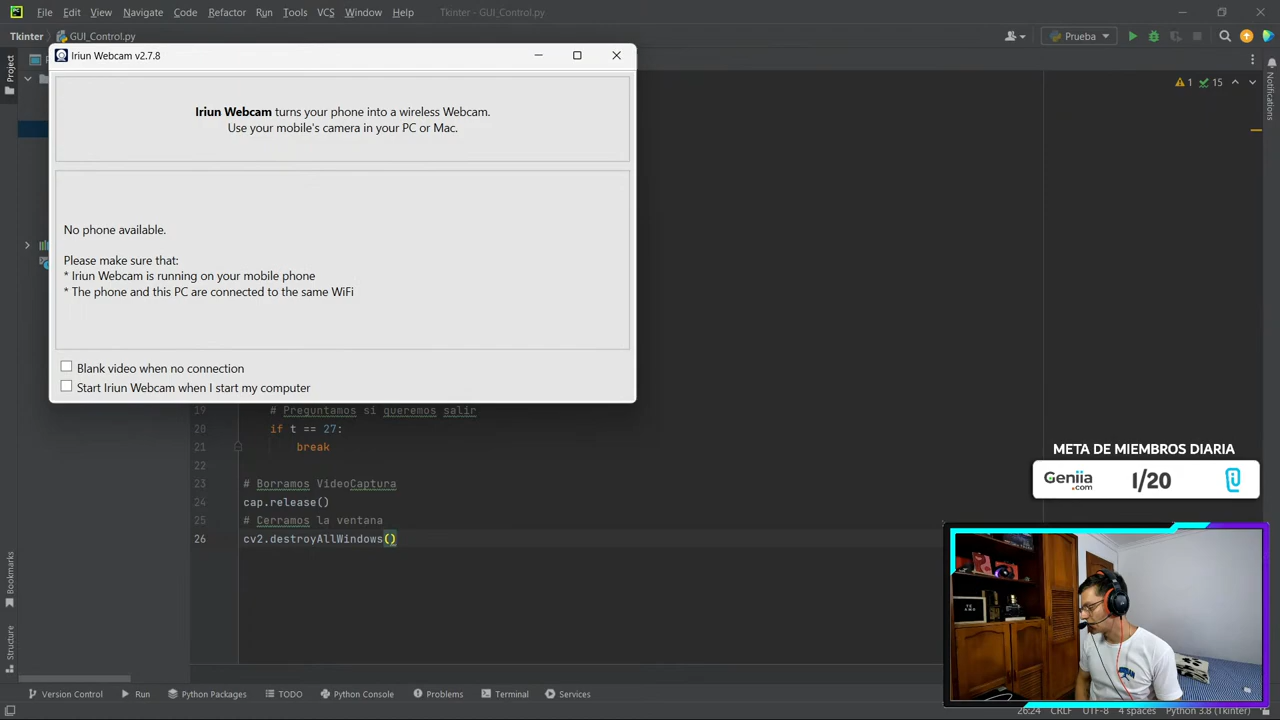 File Edit View Navigate Code Refactor Run Tools VCS Window Help Tkinter - GUI_Control.py
Tkinter GUI_Control.py Prueba
Iriun Webcam v2.7.8
Project
Notifications
1 15
Iriun Webcam turns your phone into a wireless Webcam.
Use your mobile's camera in your PC or Mac.
No phone available.
Please make sure that:
* Iriun Webcam is running on your mobile phone
* The phone and this PC are connected to the same WiFi
Blank video when no connection
Start Iriun Webcam when I start my computer
19 # Preguntamos si queremos salir
20 if t == 27:
21 break
22
23 # Borramos VideoCaptura
24 cap.release()
25 # Cerramos la ventana
26 cv2.destroyAllWindows()
META DE MIEMBROS DIARIA
Geniia.com 1/20
Bookmarks
Structure
Version Control Run Python Packages TODO Python Console Problems Terminal Services
26:24 CRLF UTF-8 4 spaces Python 3.8 (Tkinter)